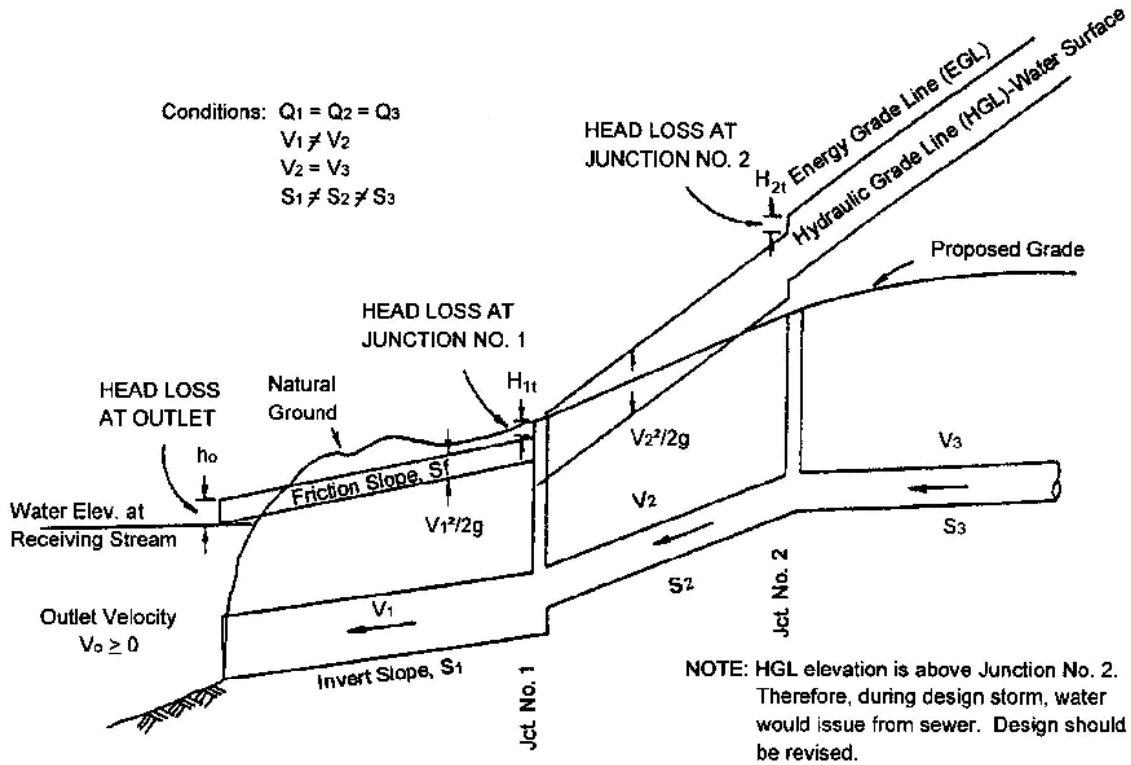 Conditions: Q1 = Q2 = Q3
V1 ≠ V2
V2 = V3
S1 ≠ S2 ≠ S3
HEAD LOSS AT
JUNCTION NO. 2
H2t
Energy Grade Line (EGL)
Hydraulic Grade Line (HGL)-Water Surface
Proposed Grade
HEAD LOSS AT
JUNCTION NO. 1
H1t
HEAD LOSS
AT OUTLET
Natural
Ground
ho
Friction Slope, Sf
V1²/2g
V2²/2g
Water Elev. at
Receiving Stream
V3
V2
S3
S2
Outlet Velocity
Vo ≥ 0
V1
Invert Slope, S1
Jct. No. 1
Jct. No. 2
NOTE: HGL elevation is above Junction No. 2.
Therefore, during design storm, water
would issue from sewer. Design should
be revised.